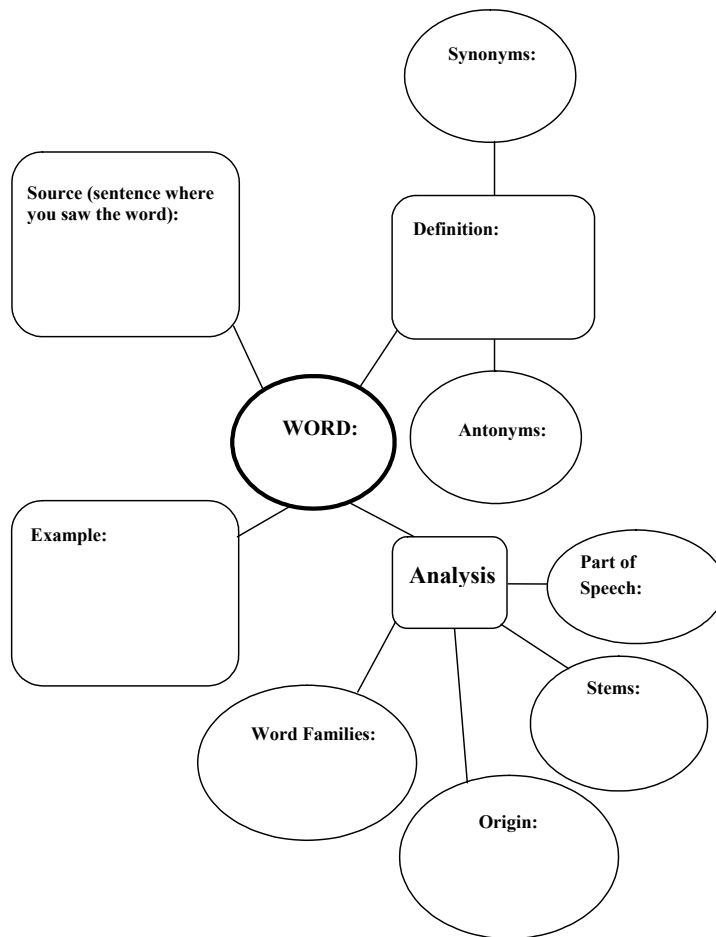 Synonyms:
Source (sentence where
you saw the word):
Definition:
WORD:
Antonyms:
Example:
Analysis
Part of
Speech:
Stems:
Word Families:
Origin: